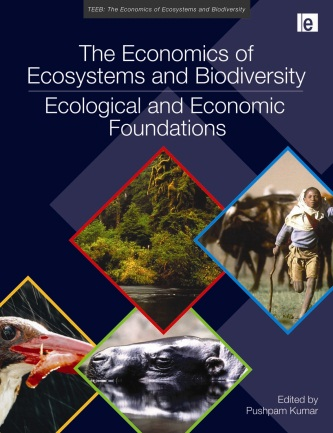 TEEB: The Economics of Ecosystems and Biodiversity
e
The Economics of
Ecosystems and Biodiversity
Ecological and Economic
Foundations
Edited by
Pushpam Kumar